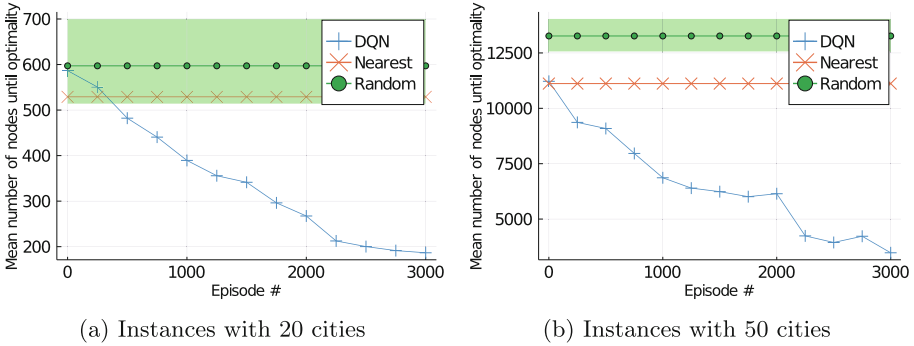 Mean number of nodes until optimality
700
600
500
400
300
200
0
1000
2000
3000
Episode #
DQN
Nearest
Random
(a) Instances with 20 cities
Mean number of nodes until optimality
12500
10000
7500
5000
0
1000
2000
3000
Episode #
DQN
Nearest
Random
(b) Instances with 50 cities